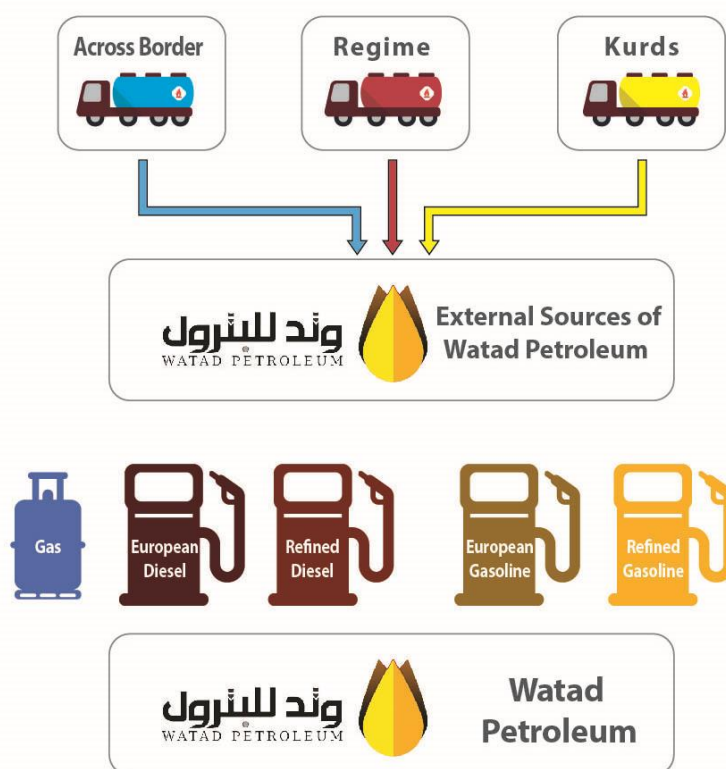 Across Border
Regime
Kurds
وتد للبترول
WATAD PETROLEUM
External Sources of
Watad Petroleum
Gas
European
Diesel
Refined
Diesel
European
Gasoline
Refined
Gasoline
وتد للبترول
WATAD PETROLEUM
Watad
Petroleum